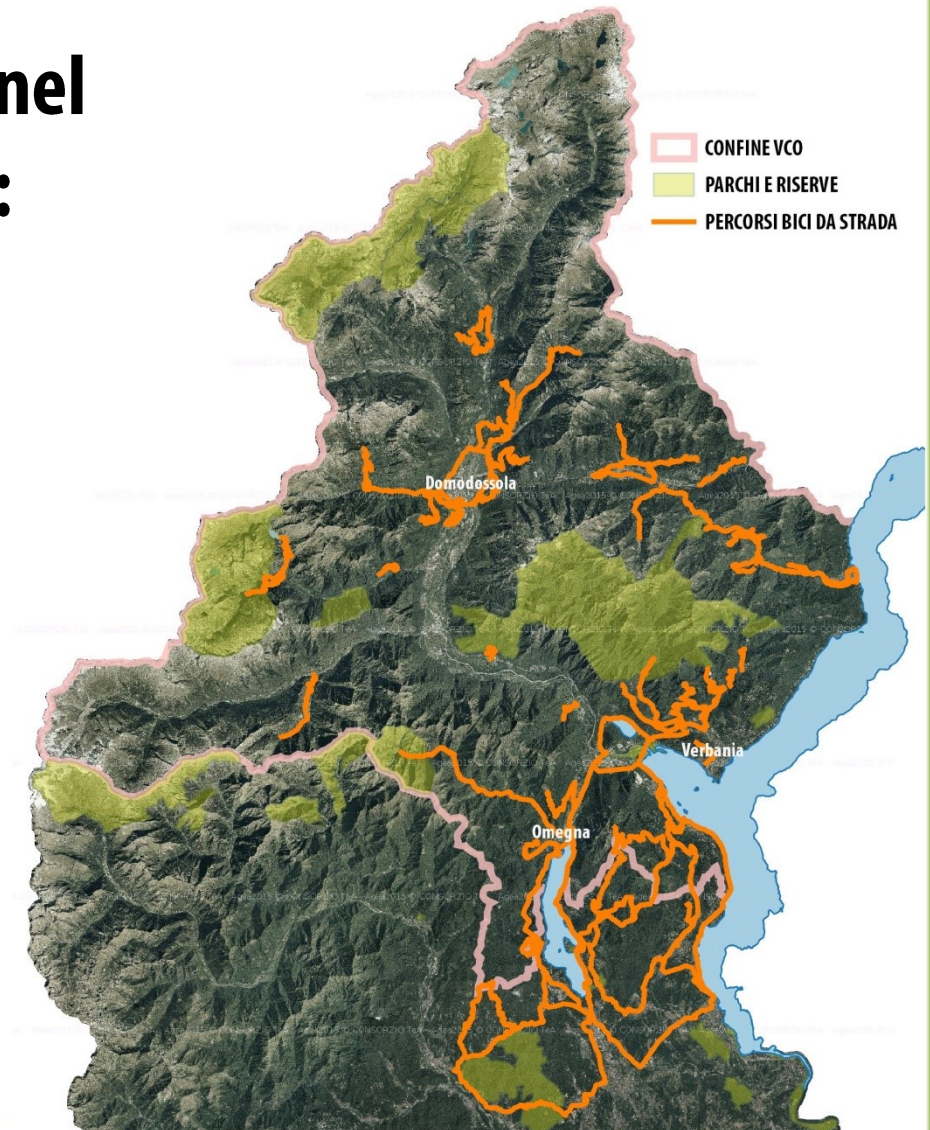 nel
:
CONFINE VCO
PARCHI E RISERVE
PERCORSI BICI DA STRADA
Domodossola
Verbania
Omegna